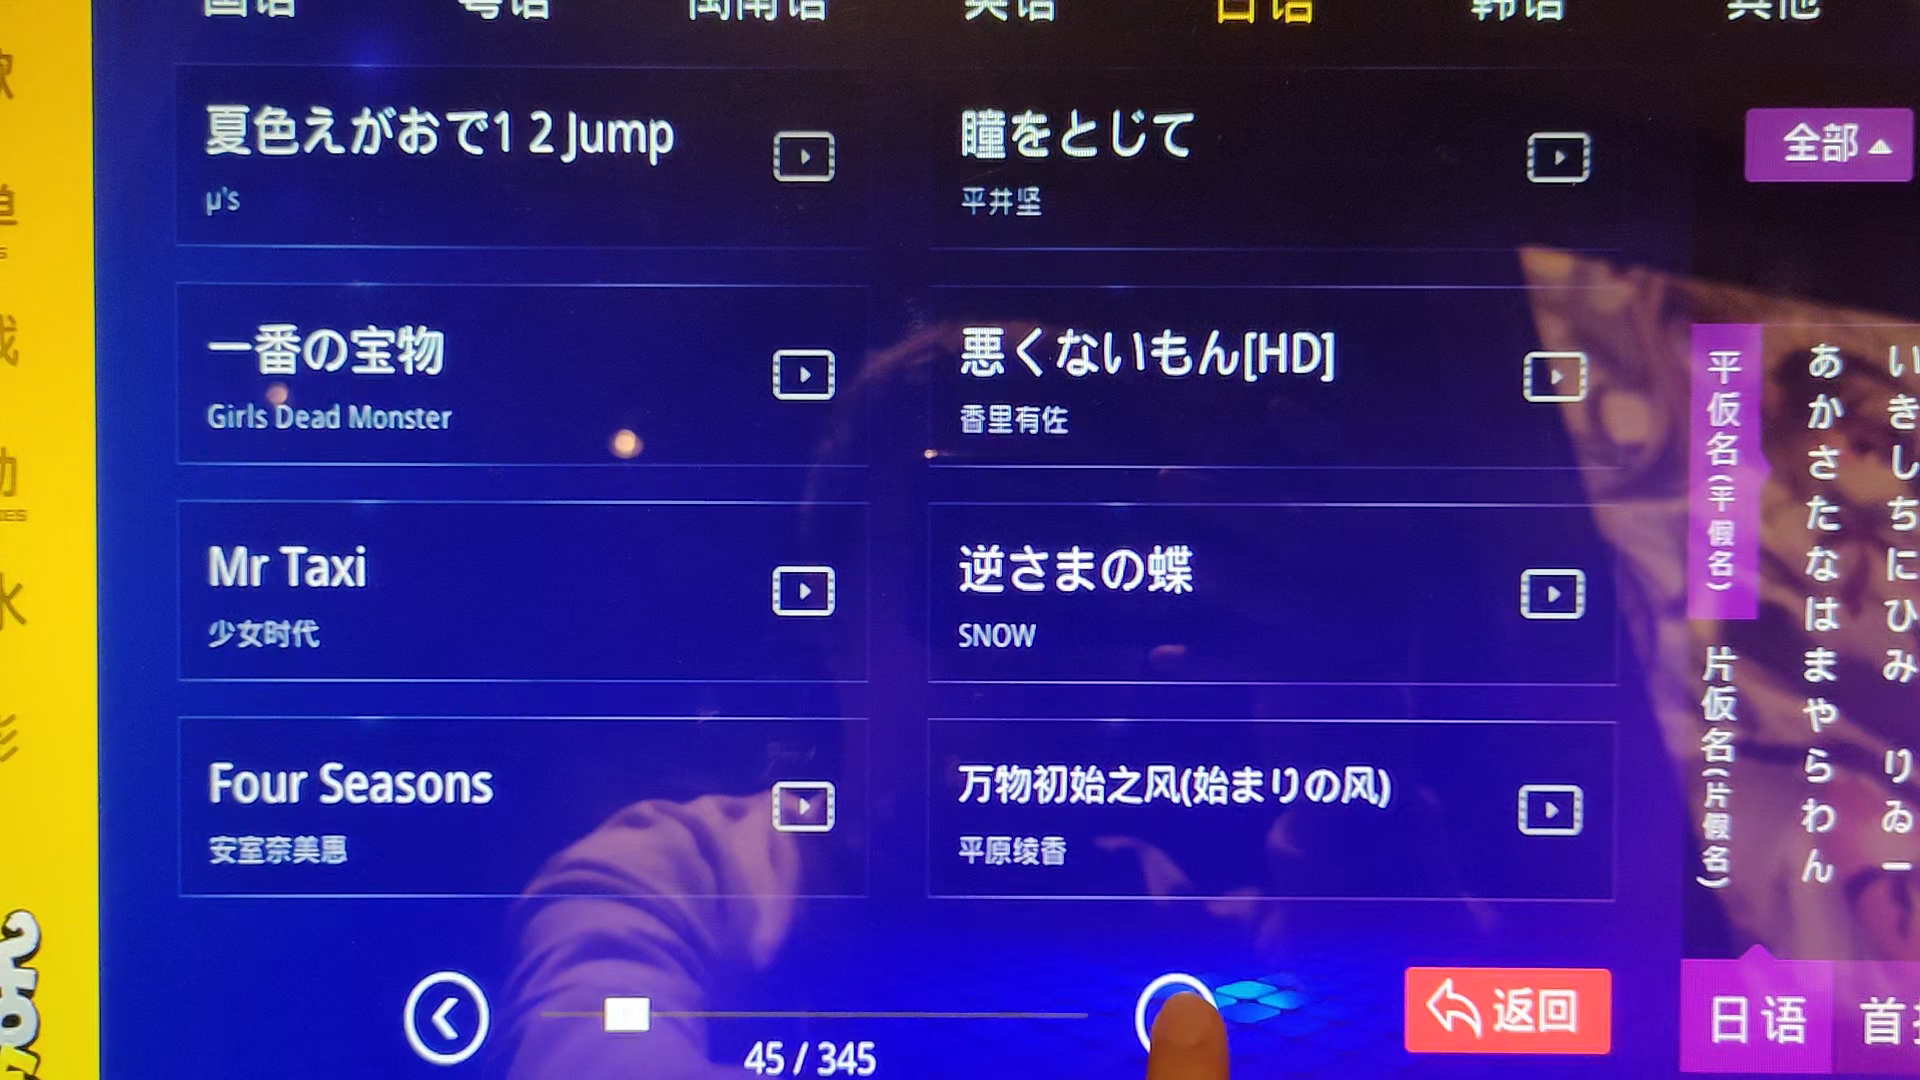 国语 粤语 闽南语 英语 日语 韩语 其他
夏色えがおで1 2 Jump
μ's
瞳をとじて
平井坚
全部
一番の宝物
Girls Dead Monster
悪くないもん[HD]
香里有佐
Mr Taxi
少女时代
逆さまの蝶
SNOW
Four Seasons
安室奈美惠
万物初始之风(始まりの风)
平原绫香
平仮名(平假名)
片仮名(片假名)
あかさたなはまやらわん
いきしちにひみ りゐー
45 / 345
返回
日语
首